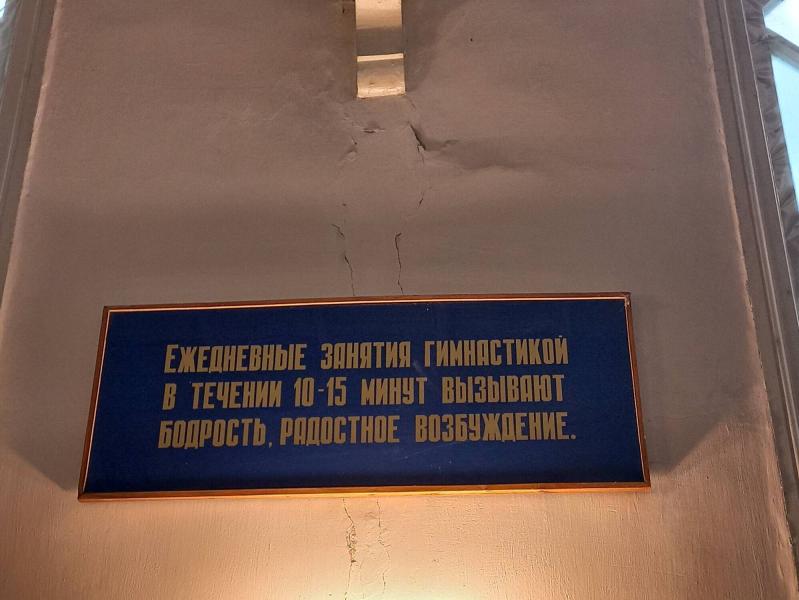 Ежедневные занятия гимнастикой
в течении 10-15 минут вызывают
бодрость, радостное возбуждение.